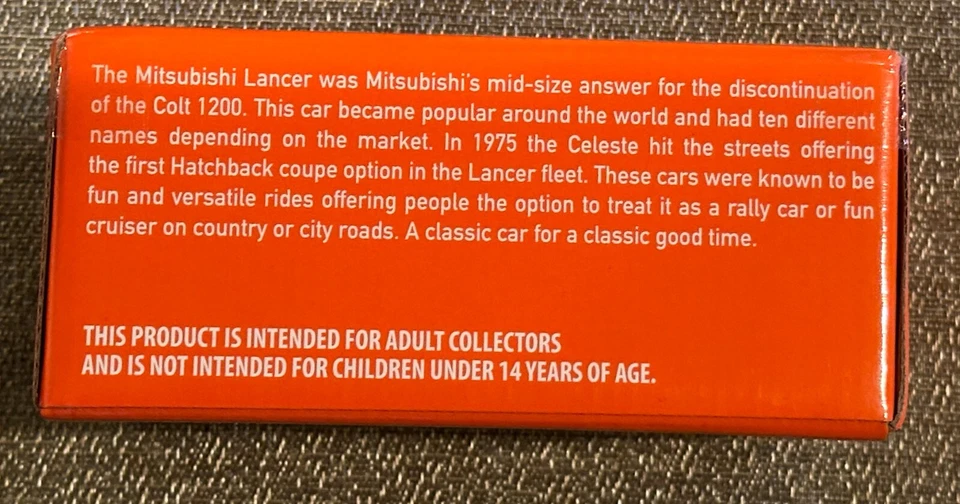 The Mitsubishi Lancer was Mitsubishi's mid-size answer for the discontinuation
of the Colt 1200. This car became popular around the world and had ten different
names depending on the market. In 1975 the Celeste hit the streets offering
the first Hatchback coupe option in the Lancer fleet. These cars were known to be
fun and versatile rides offering people the option to treat it as a rally car or fun
cruiser on country or city roads. A classic car for a classic good time.
THIS PRODUCT IS INTENDED FOR ADULT COLLECTORS
AND IS NOT INTENDED FOR CHILDREN UNDER 14 YEARS OF AGE.